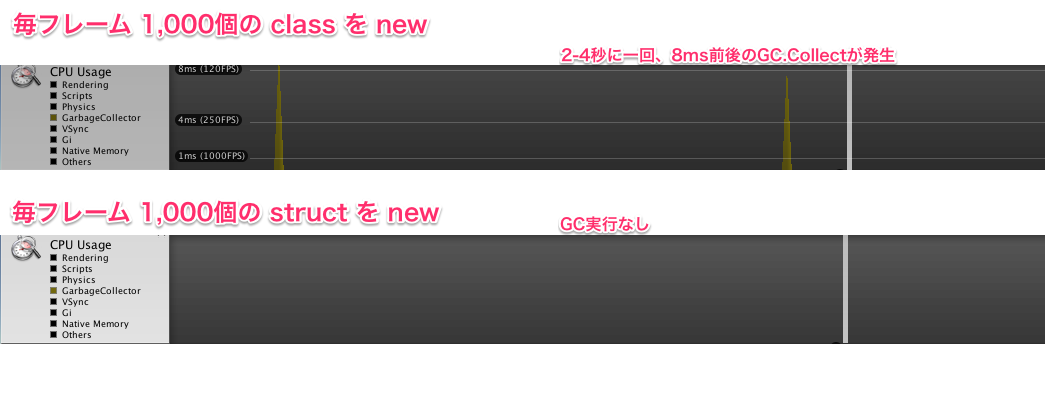 毎フレーム 1,000個の class を new
2-4秒に一回、8ms前後のGC.Collectが発生
CPU Usage
Rendering
Scripts
Physics
GarbageCollector
VSync
Gi
Native Memory
Others
8ms (120FPS)
4ms (250FPS)
1ms (1000FPS)
毎フレーム 1,000個の struct を new
GC実行なし
CPU Usage
Rendering
Scripts
Physics
GarbageCollector
VSync
Gi
Native Memory
Others